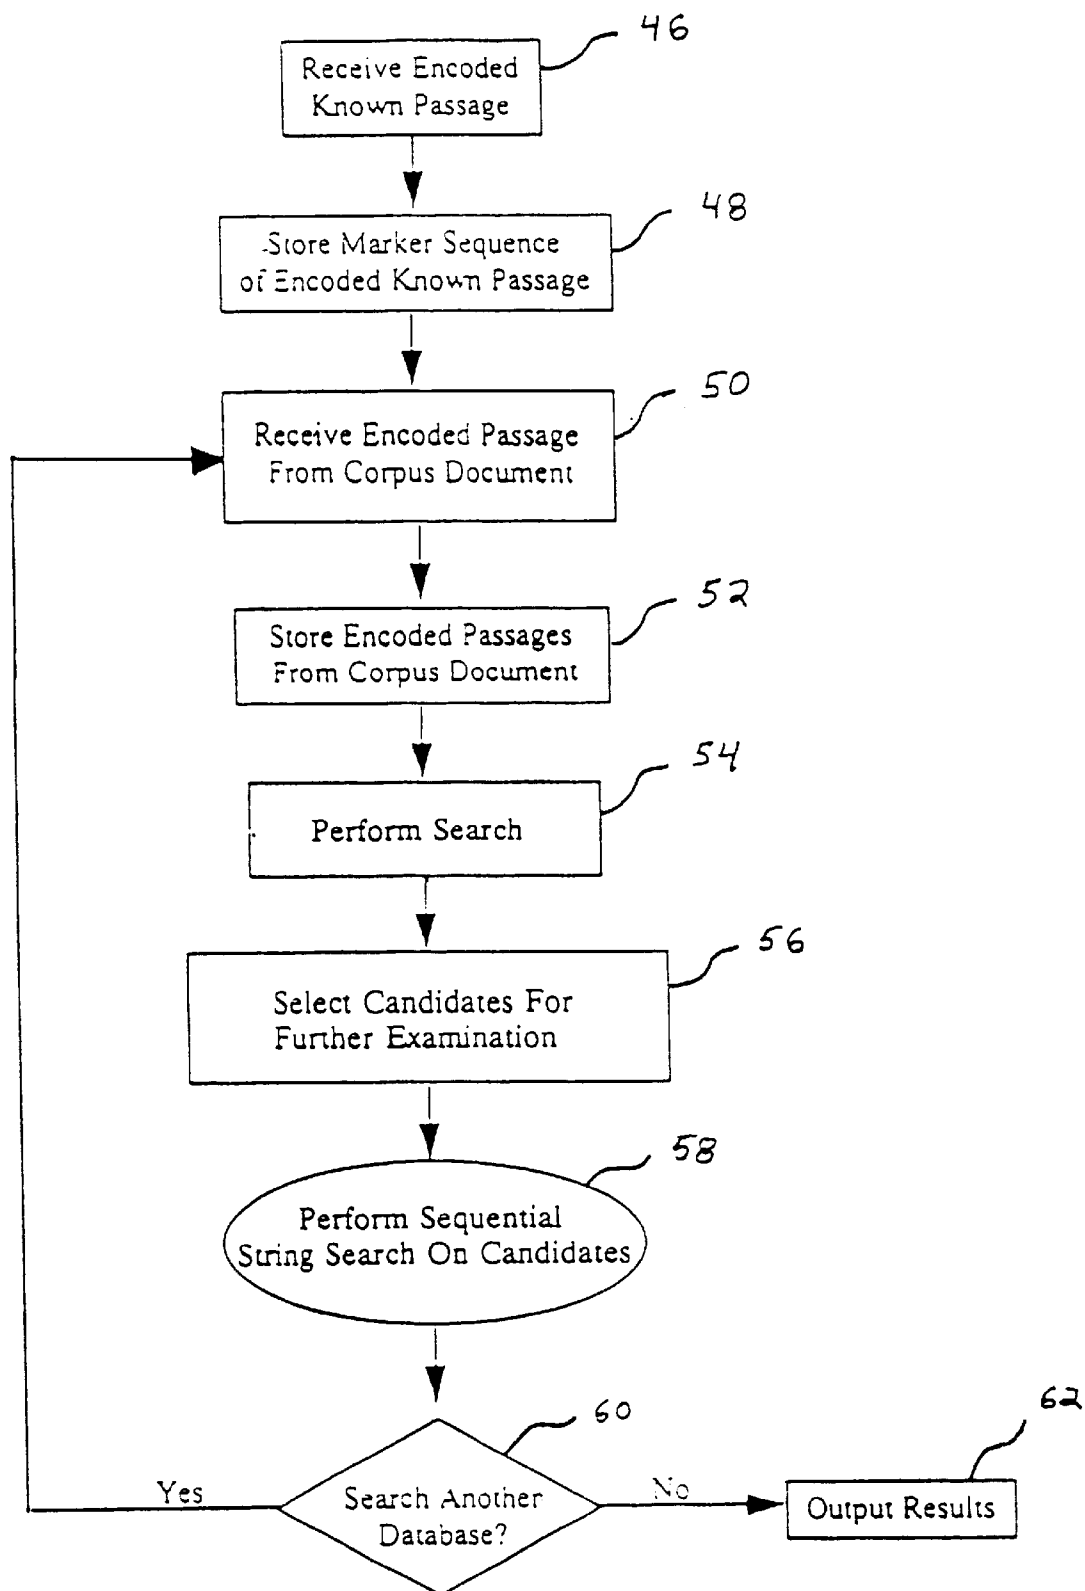 46
Receive Encoded
Known Passage
48
Store Marker Sequence
of Encoded Known Passage
50
Receive Encoded Passage
From Corpus Document
52
Store Encoded Passages
From Corpus Document
54
Perform Search
56
Select Candidates For
Further Examination
58
Perform Sequential
String Search On Candidates
60
62
Yes
Search Another
Database?
No
Output Results